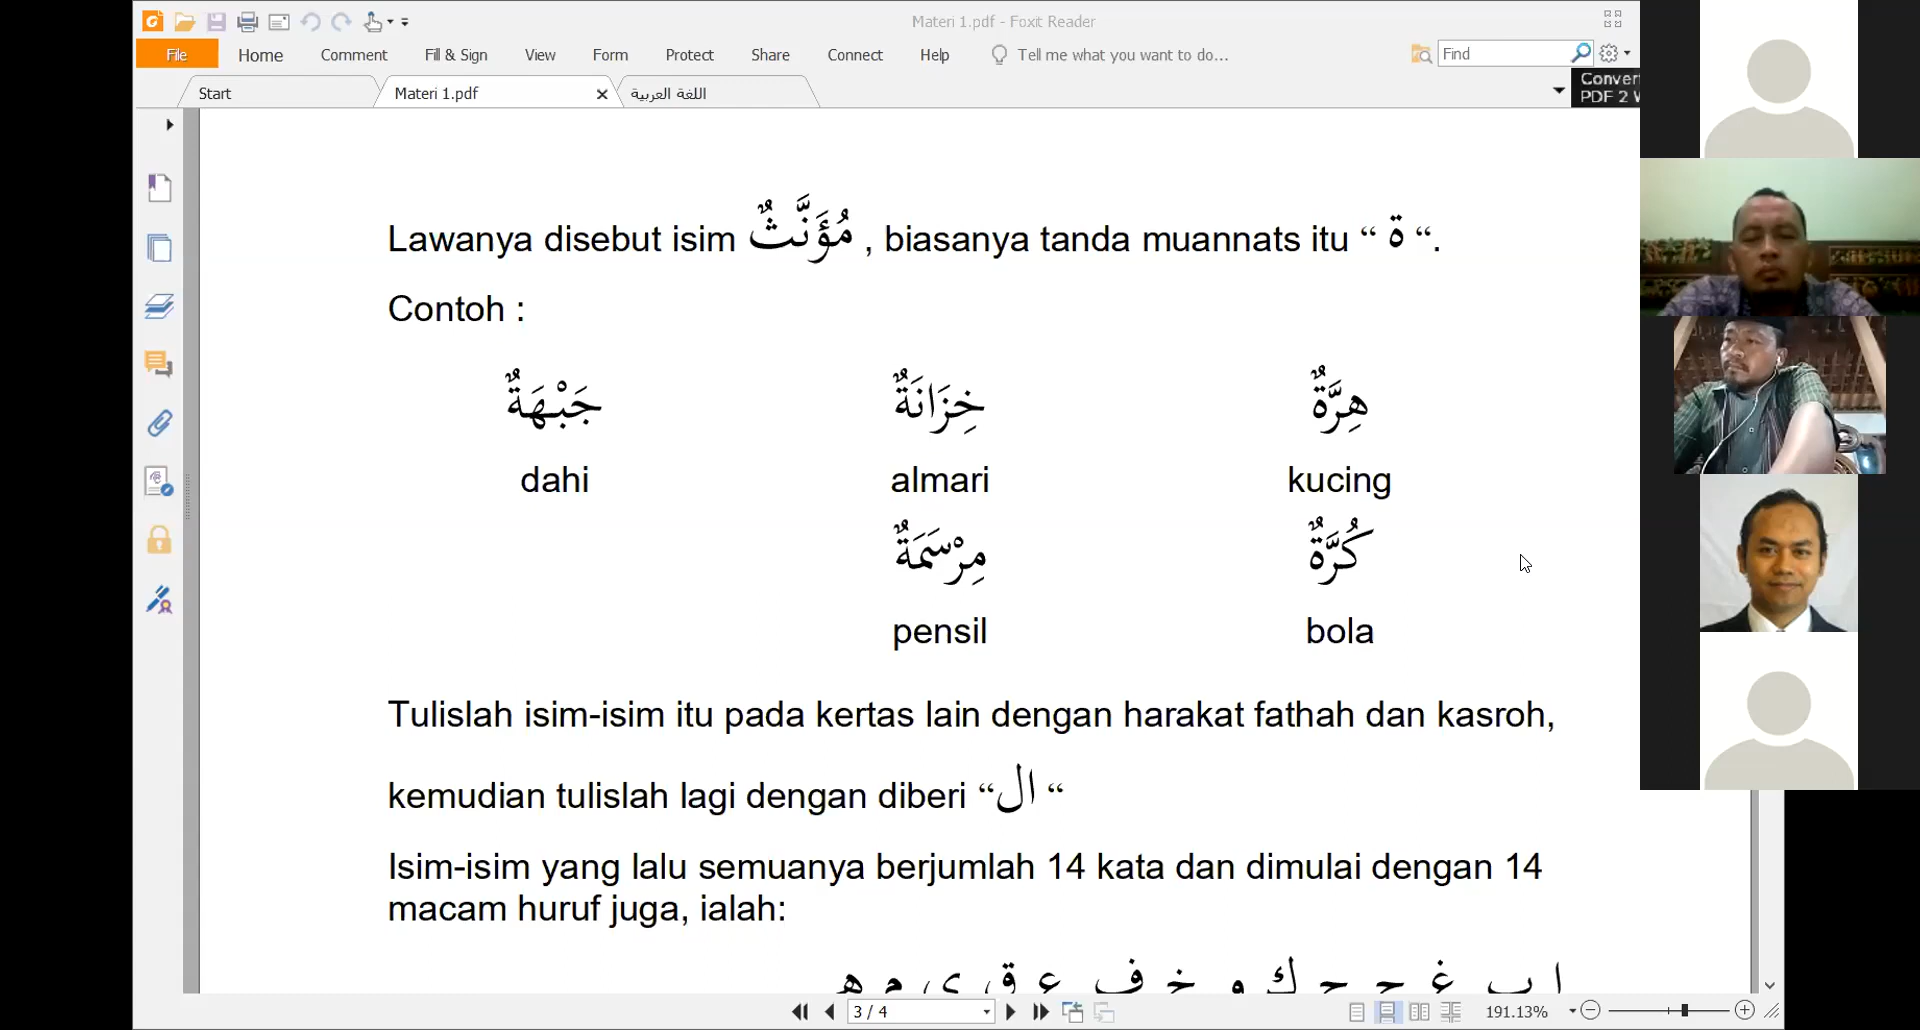 Materi 1.pdf - Foxit Reader
File Home Comment Fill & Sign View Form Protect Share Connect Help Tell me what you want to do... Find
Start Materi 1.pdf اللغة العربية
Conver
PDF 2 W
Lawanya disebut isim مُؤَنَّثٌ , biasanya tanda muannats itu “ ة “.
Contoh :
جَبْهَةٌ خِزَانَةٌ هِرَّةٌ
dahi almari kucing
مِرْسَمَةٌ كُرَّةٌ
pensil bola
Tulislah isim-isim itu pada kertas lain dengan harakat fathah dan kasroh,
kemudian tulislah lagi dengan diberi “ال “
Isim-isim yang lalu semuanya berjumlah 14 kata dan dimulai dengan 14
macam huruf juga, ialah:
3 / 4 191.13%